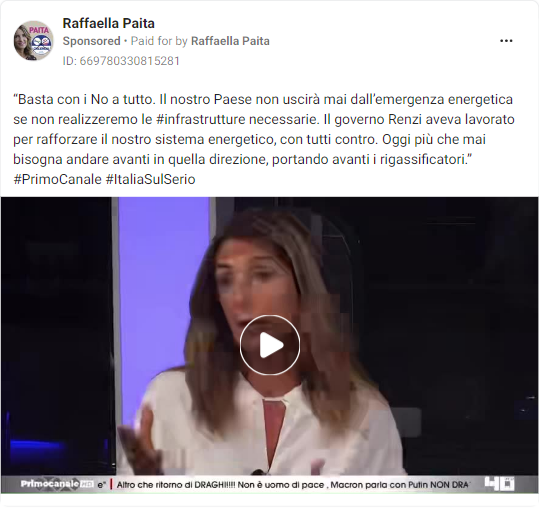 Raffaella Paita
Sponsored • Paid for by Raffaella Paita
ID: 669780330815281
“Basta con i No a tutto. Il nostro Paese non uscirà mai dall’emergenza energetica
se non realizzeremo le #infrastrutture necessarie. Il governo Renzi aveva lavorato
per rafforzare il nostro sistema energetico, con tutti contro. Oggi più che mai
bisogna andare avanti in quella direzione, portando avanti i rigassificatori.”
#PrimoCanale #ItaliaSulSerio
PAITA
Primocanale HD e" | Altro che ritorno di DRAGHI!!!! Non è uomo di pace , Macron parla con Putin NON DRA
40